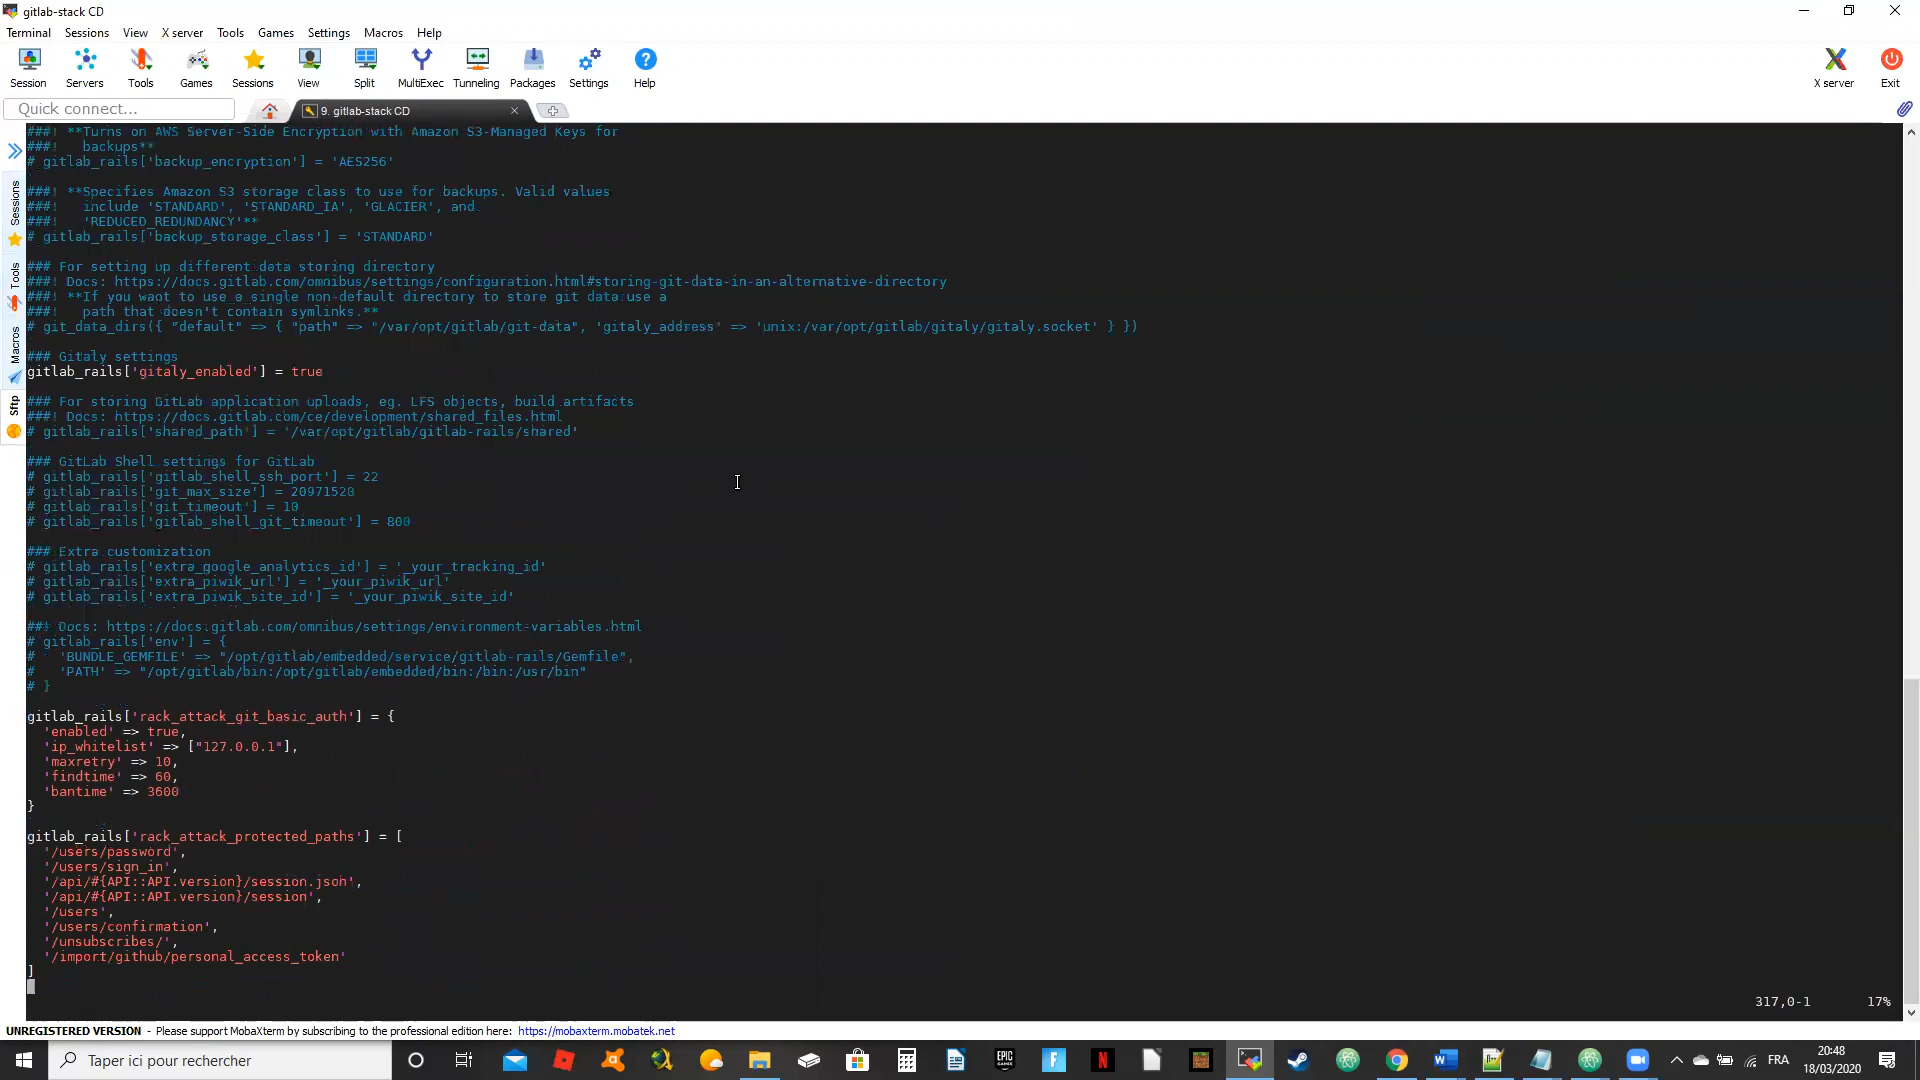 gitlab-stack CD
Terminal Sessions View X server Tools Games Settings Macros Help
Session Servers Tools Games Sessions View Split MultiExec Tunneling Packages Settings Help X server Exit
Quick connect... 9. gitlab-stack CD
###! **Turns on AWS Server-Side Encryption with Amazon S3-Managed Keys for
###!   backups**
# gitlab_rails['backup_encryption'] = 'AES256'
###! **Specifies Amazon S3 storage class to use for backups. Valid values
###!   include 'STANDARD', 'STANDARD_IA', 'GLACIER', and
###!   'REDUCED_REDUNDANCY'**
# gitlab_rails['backup_storage_class'] = 'STANDARD'
### For setting up different data storing directory
###! Docs: https://docs.gitlab.com/omnibus/settings/configuration.html#storing-git-data-in-an-alternative-directory
###! **If you want to use a single non-default directory to store git data use a
###!   path that doesn't contain symlinks.**
# git_data_dirs({ "default" => { "path" => "/var/opt/gitlab/git-data", 'gitaly_address' => 'unix:/var/opt/gitlab/gitaly/gitaly.socket' } })
### Gitaly settings
gitlab_rails['gitaly_enabled'] = true
### For storing GitLab application uploads, eg. LFS objects, build artifacts
###! Docs: https://docs.gitlab.com/ce/development/shared_files.html
# gitlab_rails['shared_path'] = '/var/opt/gitlab/gitlab-rails/shared'
### GitLab Shell settings for GitLab
# gitlab_rails['gitlab_shell_ssh_port'] = 22
# gitlab_rails['git_max_size'] = 20971520
# gitlab_rails['git_timeout'] = 10
# gitlab_rails['gitlab_shell_git_timeout'] = 800
### Extra customization
# gitlab_rails['extra_google_analytics_id'] = '_your_tracking_id'
# gitlab_rails['extra_piwik_url'] = '_your_piwik_url'
# gitlab_rails['extra_piwik_site_id'] = '_your_piwik_site_id'
##! Docs: https://docs.gitlab.com/omnibus/settings/environment-variables.html
# gitlab_rails['env'] = {
#   'BUNDLE_GEMFILE' => "/opt/gitlab/embedded/service/gitlab-rails/Gemfile",
#   'PATH' => "/opt/gitlab/bin:/opt/gitlab/embedded/bin:/bin:/usr/bin"
# }
gitlab_rails['rack_attack_git_basic_auth'] = {
  'enabled' => true,
  'ip_whitelist' => ["127.0.0.1"],
  'maxretry' => 10,
  'findtime' => 60,
  'bantime' => 3600
}
gitlab_rails['rack_attack_protected_paths'] = [
  '/users/password',
  '/users/sign_in',
  '/api/#{API::API.version}/session.json',
  '/api/#{API::API.version}/session',
  '/users',
  '/users/confirmation',
  '/unsubscribes/',
  '/import/github/personal_access_token'
]
317,0-1 17%
Sessions
Tools
Macros
Sftp
UNREGISTERED VERSION - Please support MobaXterm by subscribing to the professional edition here: https://mobaxterm.mobatek.net
Taper ici pour rechercher
EPIC GAMES
FRA
20:48
18/03/2020